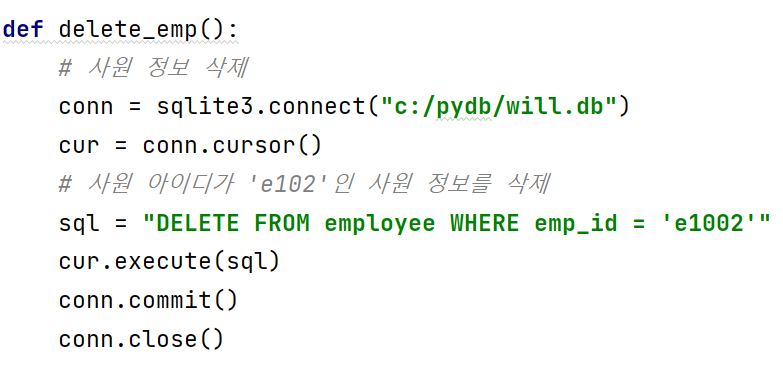 def delete_emp():
    # 사원 정보 삭제
    conn = sqlite3.connect("c:/pydb/will.db")
    cur = conn.cursor()
    # 사원 아이디가 'e102'인 사원 정보를 삭제
    sql = "DELETE FROM employee WHERE emp_id = 'e1002'"
    cur.execute(sql)
    conn.commit()
    conn.close()